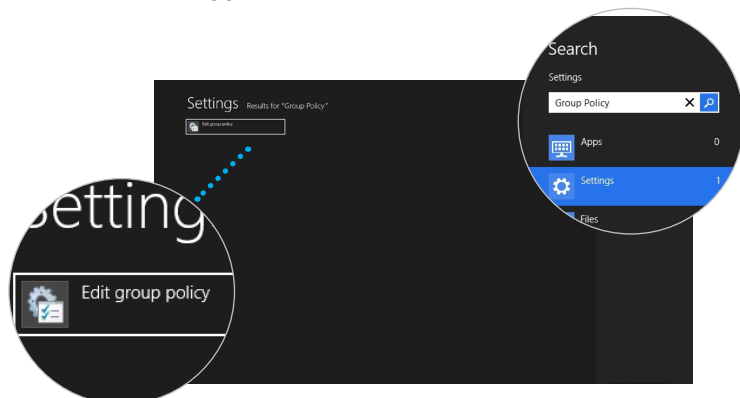 Settings Results for "Group Policy"
Edit group policy
Search
Settings
Group Policy
Apps 0
Settings 1
Files
Setting
Edit group policy